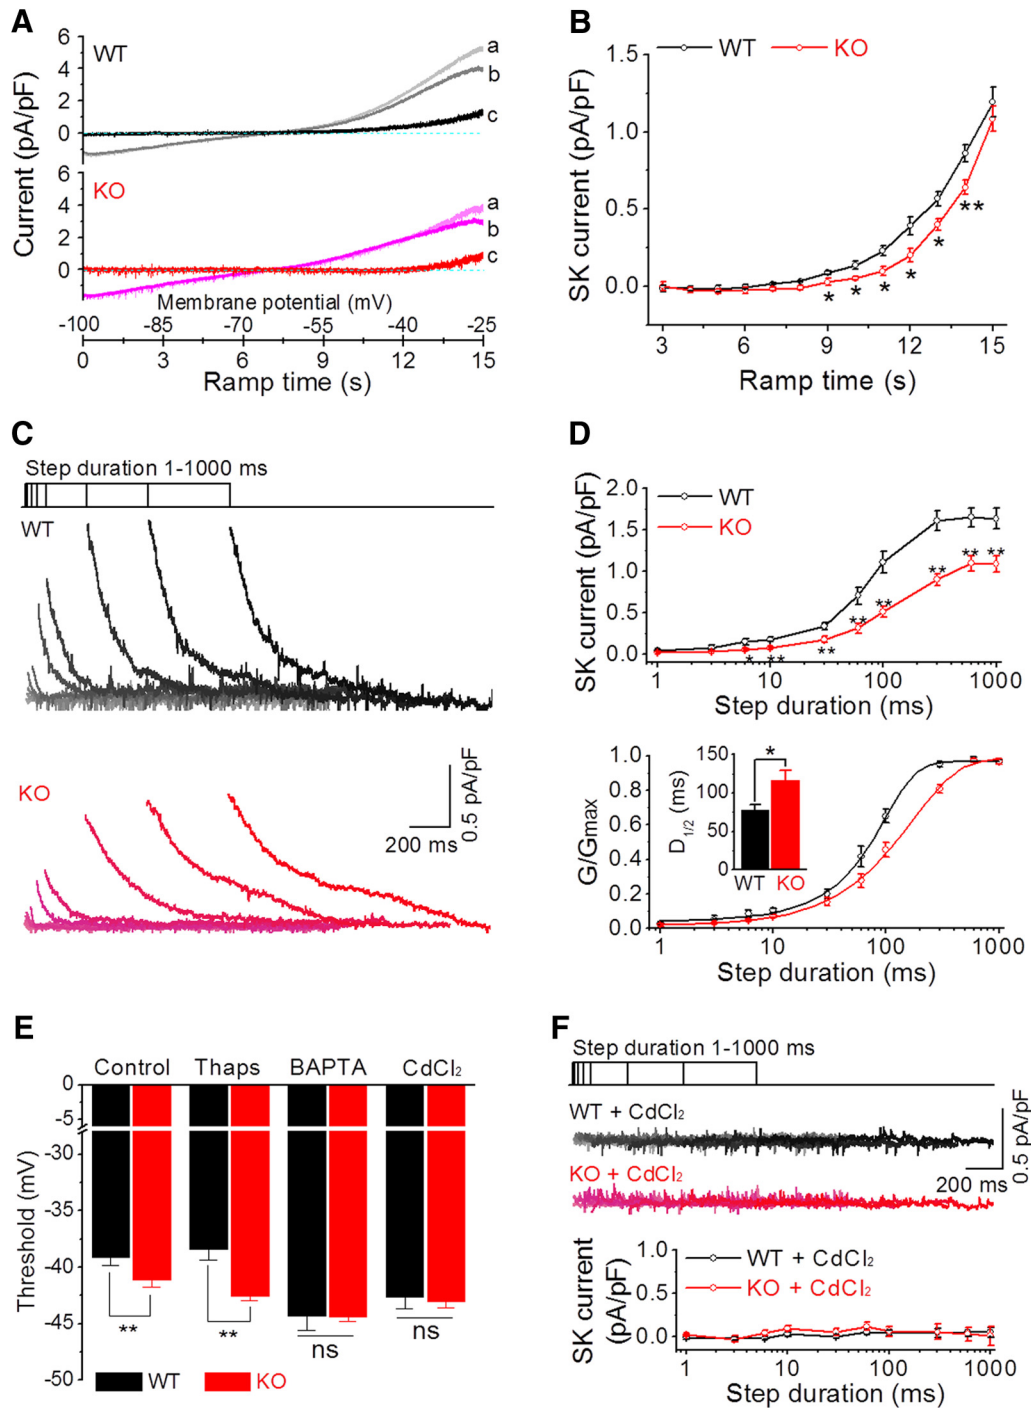 A
WT
6
4
2
0
a
b
c
KO
6
4
2
0
a
b
c
Current (pA/pF)
Membrane potential (mV)
-100 -85 -70 -55 -40 -25
0 3 6 9 12 15
Ramp time (s)
B
WT KO
1.5
1.0
0.5
0.0
SK current (pA/pF)
* * * * * **
3 6 9 12 15
Ramp time (s)
C
Step duration 1-1000 ms
WT
KO
200 ms
0.5 pA/pF
D
WT
KO
2.0
1.5
1.0
0.5
0.0
SK current (pA/pF)
* ** ** ** ** ** ** **
1 10 100 1000
Step duration (ms)
1.0
0.8
0.6
0.4
0.2
0.0
G/Gmax
150
100
50
0
D1/2 (ms)
*
WT KO
1 10 100 1000
Step duration (ms)
E
Control Thaps BAPTA CdCl2
0
-5
-30
-35
-40
-45
-50
Threshold (mV)
** ** ns ns
WT KO
F
Step duration 1-1000 ms
WT + CdCl2
KO + CdCl2
200 ms
0.5 pA/pF
1.0
0.5
0.0
SK current
(pA/pF)
WT + CdCl2
KO + CdCl2
1 10 100 1000
Step duration (ms)